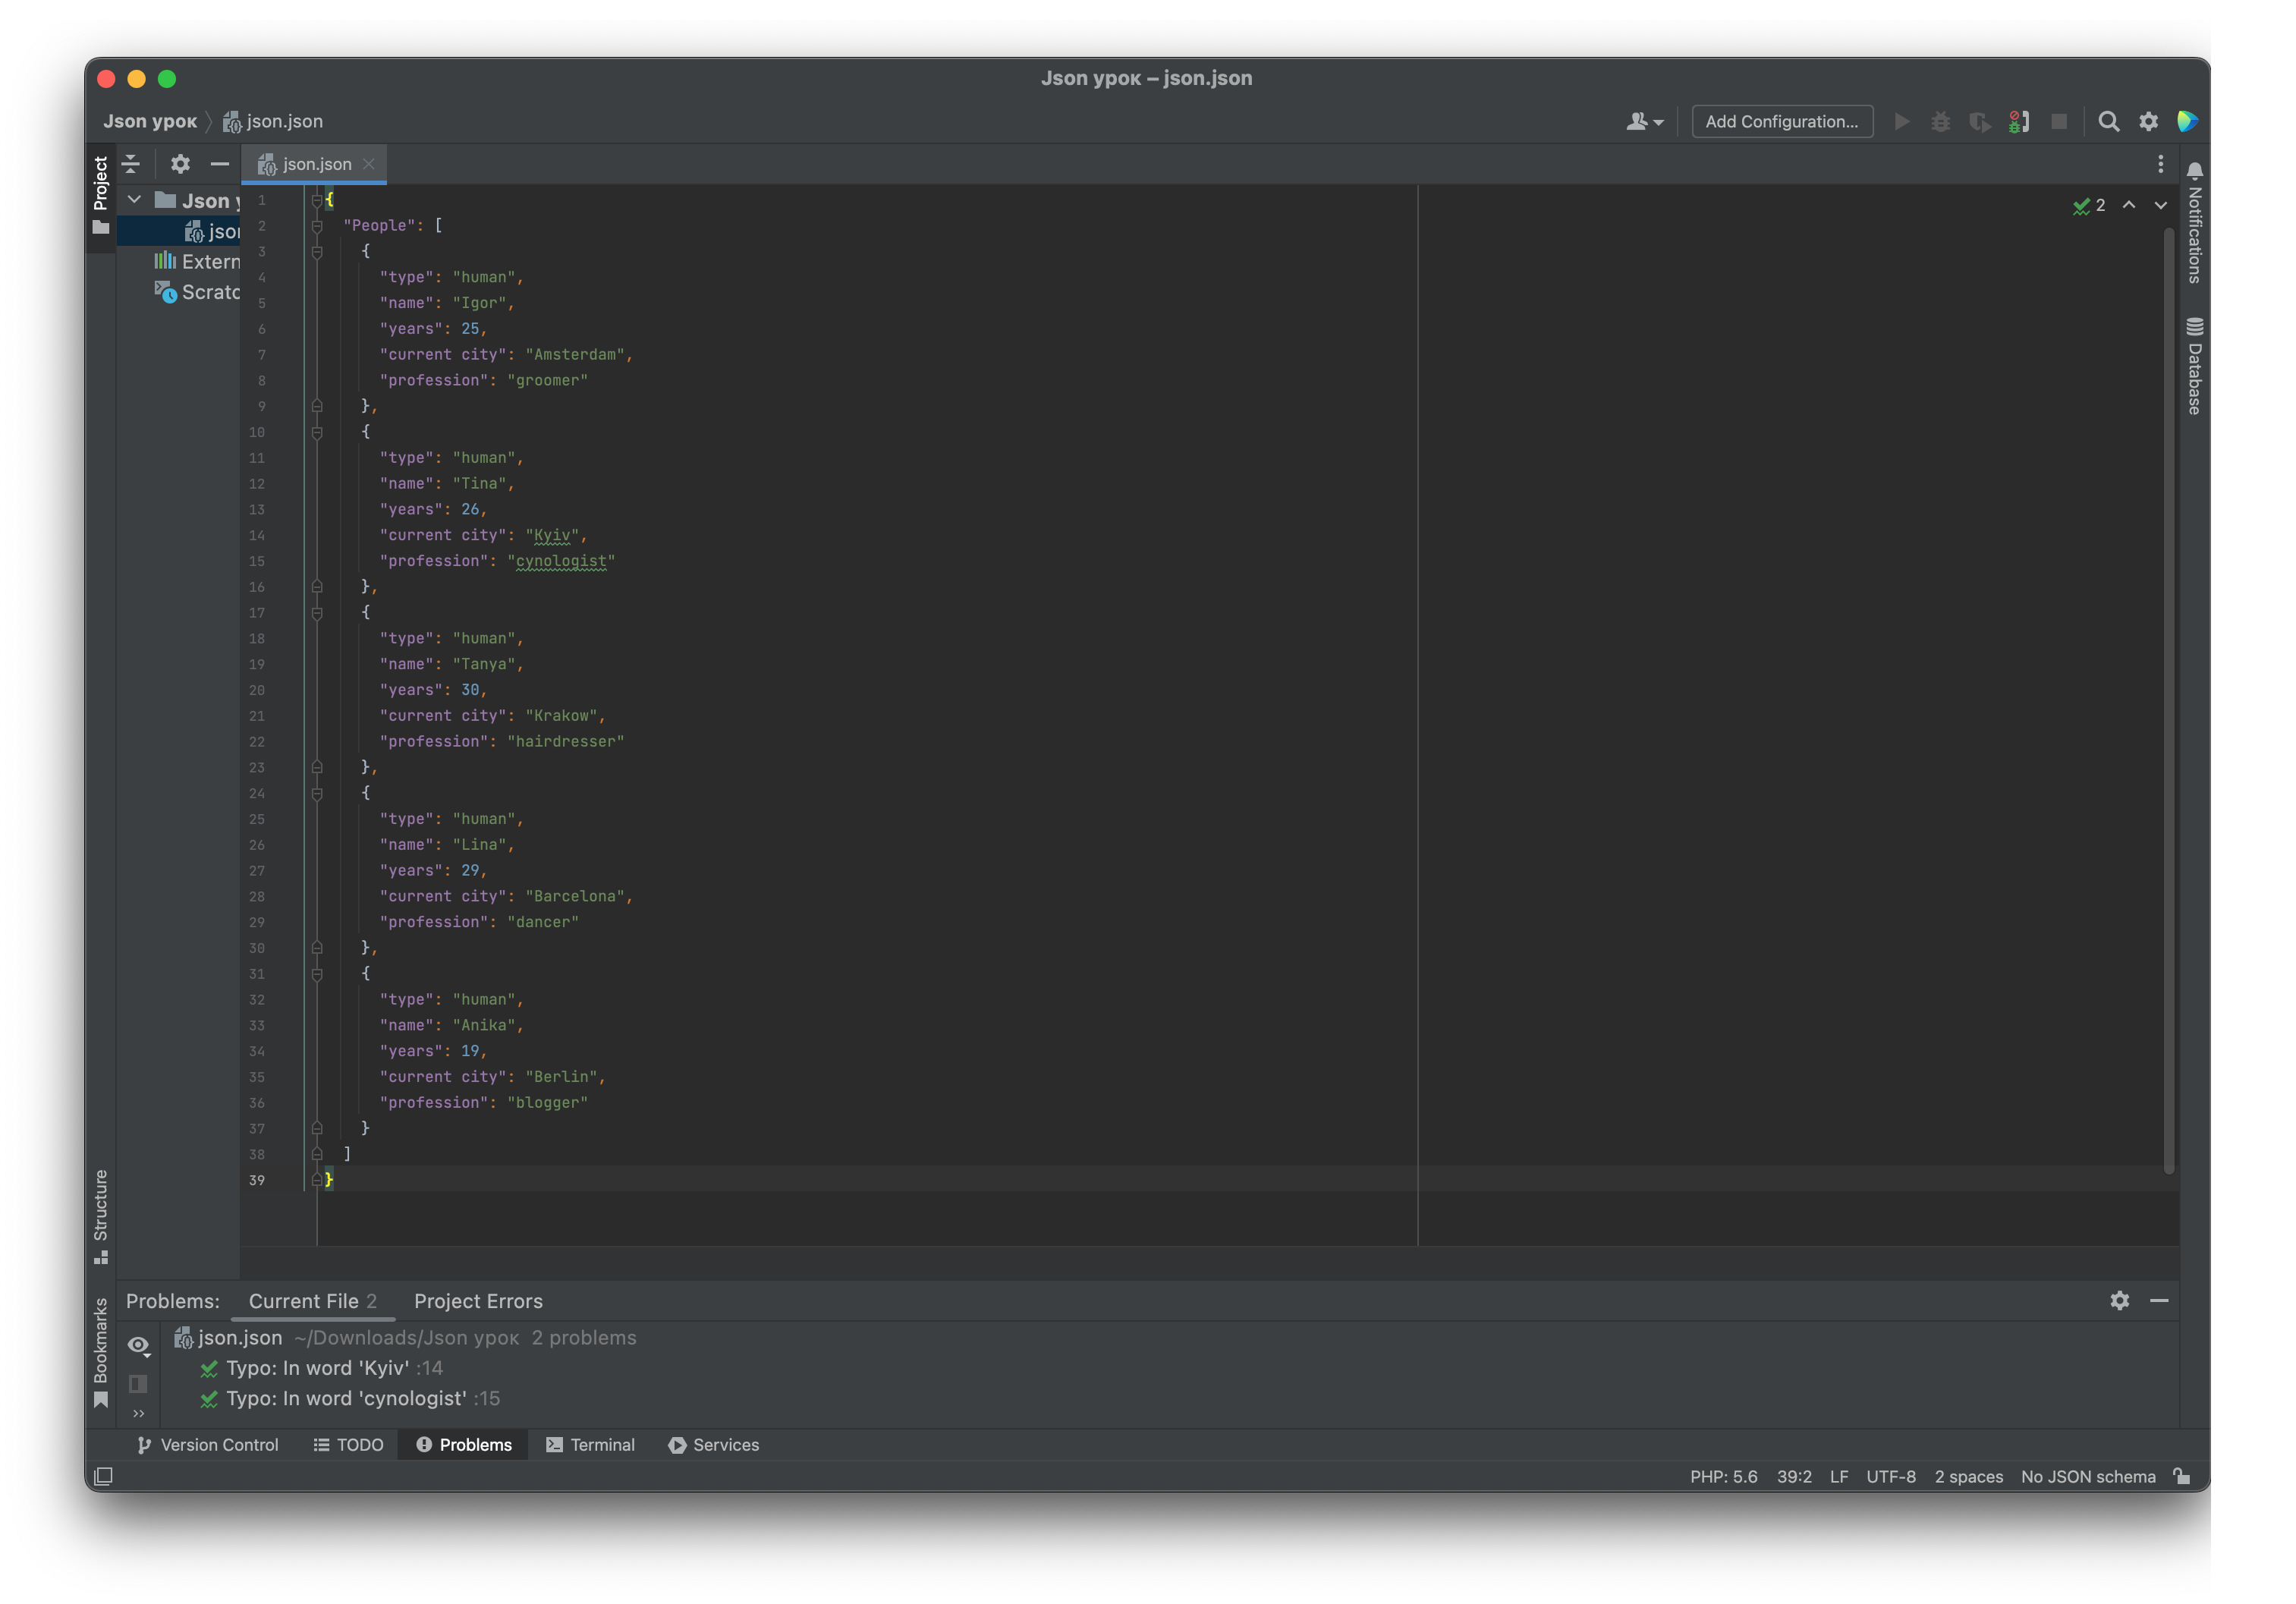 Json урок – json.json
Json урок json.json
Add Configuration...
Project
json.json
Json у
jso
Extern
Scratc
2
Notifications
Database
1 {
2 "People": [
3 {
4 "type": "human",
5 "name": "Igor",
6 "years": 25,
7 "current city": "Amsterdam",
8 "profession": "groomer"
9 },
10 {
11 "type": "human",
12 "name": "Tina",
13 "years": 26,
14 "current city": "Kyiv",
15 "profession": "cynologist"
16 },
17 {
18 "type": "human",
19 "name": "Tanya",
20 "years": 30,
21 "current city": "Krakow",
22 "profession": "hairdresser"
23 },
24 {
25 "type": "human",
26 "name": "Lina",
27 "years": 29,
28 "current city": "Barcelona",
29 "profession": "dancer"
30 },
31 {
32 "type": "human",
33 "name": "Anika",
34 "years": 19,
35 "current city": "Berlin",
36 "profession": "blogger"
37 }
38 ]
39 }
Structure
Bookmarks
Problems: Current File 2 Project Errors
json.json ~/Downloads/Json урок 2 problems
Typo: In word 'Kyiv' :14
Typo: In word 'cynologist' :15
Version Control TODO Problems Terminal Services
PHP: 5.6 39:2 LF UTF-8 2 spaces No JSON schema